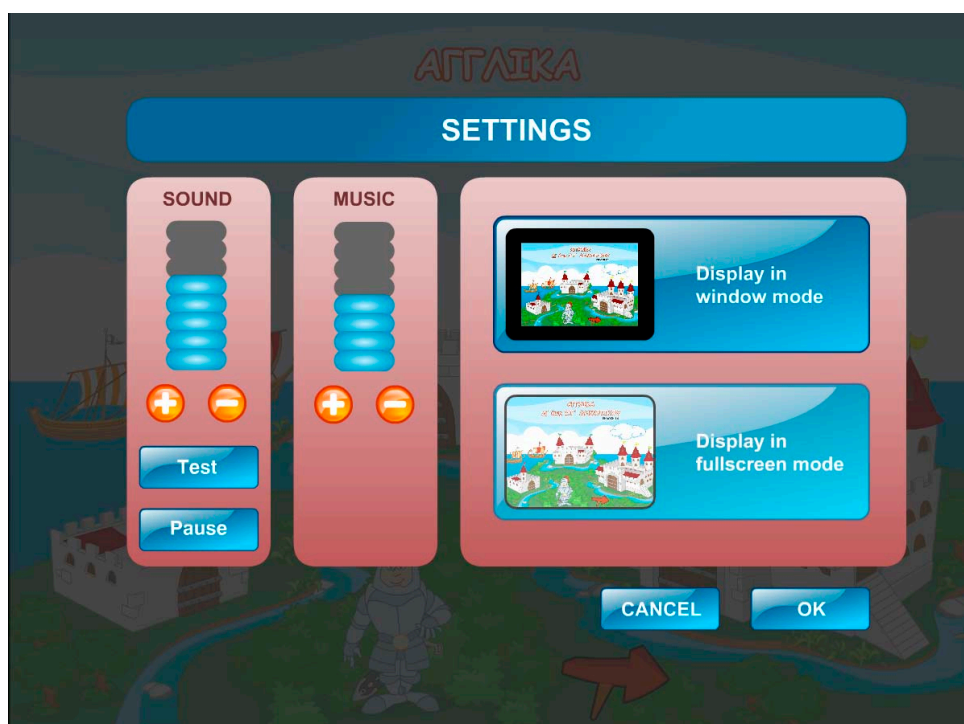 ΑΓΓΛΙΚΑ
SETTINGS
SOUND
MUSIC
Display in
window mode
Display in
fullscreen mode
Test
Pause
CANCEL
OK